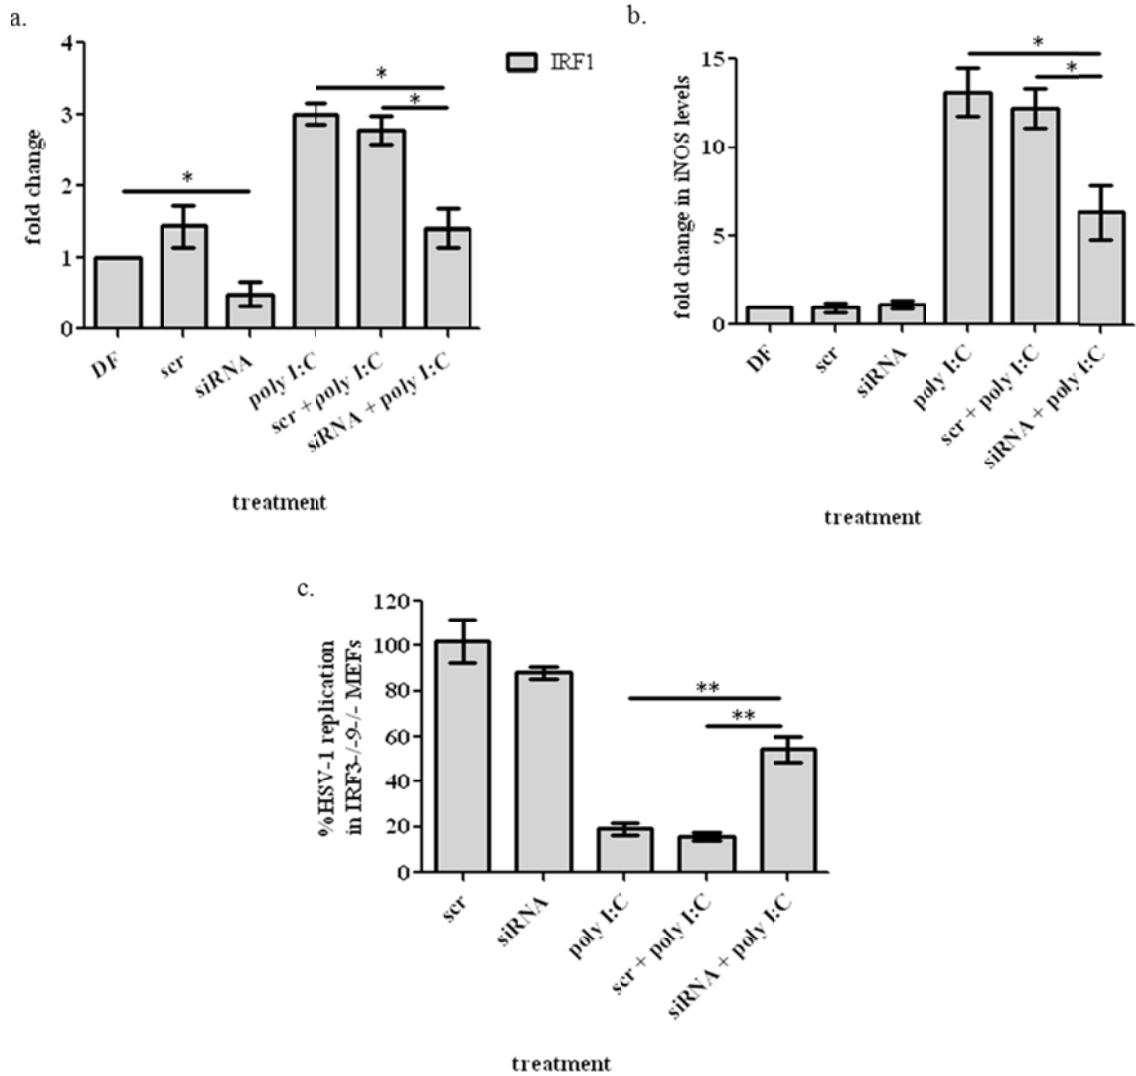 a.
fold change
4
3
2
1
0
*
*
*
IRF1
DF
scr
siRNA
poly I:C
scr + poly I:C
siRNA + poly I:C
treatment
b.
fold change in iNOS levels
15
10
5
0
*
*
DF
scr
siRNA
poly I:C
scr + poly I:C
siRNA + poly I:C
treatment
c.
%HSV-1 replication
in IRF3-/-9-/- MEFs
120
100
80
60
40
20
0
**
**
scr
siRNA
poly I:C
scr + poly I:C
siRNA + poly I:C
treatment